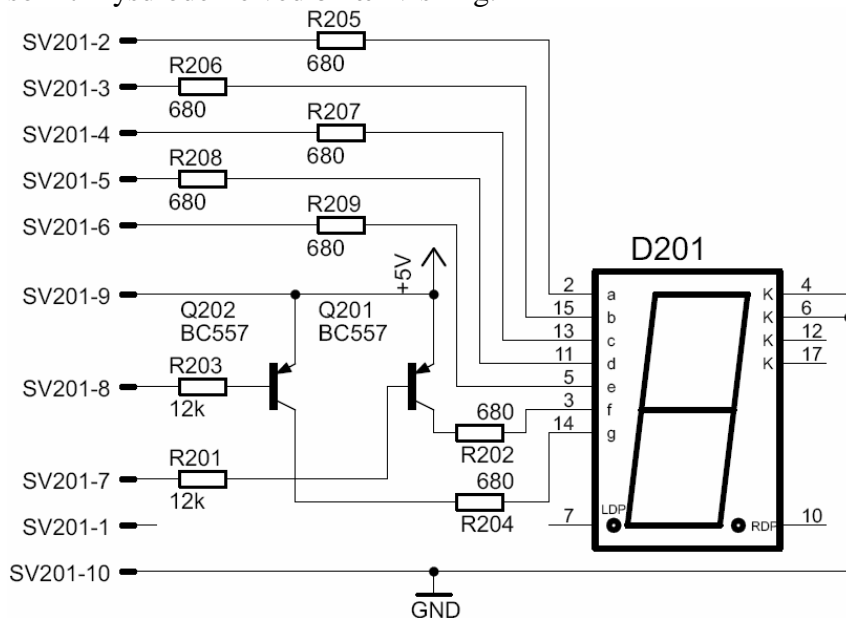 R205
SV201-2
680
R206
SV201-3
680
R207
SV201-4
680
R208
SV201-5
680
R209
SV201-6
680
D201
+5V
SV201-9
2 a K 4
Q202 Q201
15 b K 6
BC557 BC557
13 c K 12
11 d K 17
R203
SV201-8
5 e
12k
680 3 f
14 g
R202
R201
SV201-7
680
12k
R204
LDP
SV201-1
7 RDP 10
SV201-10
GND